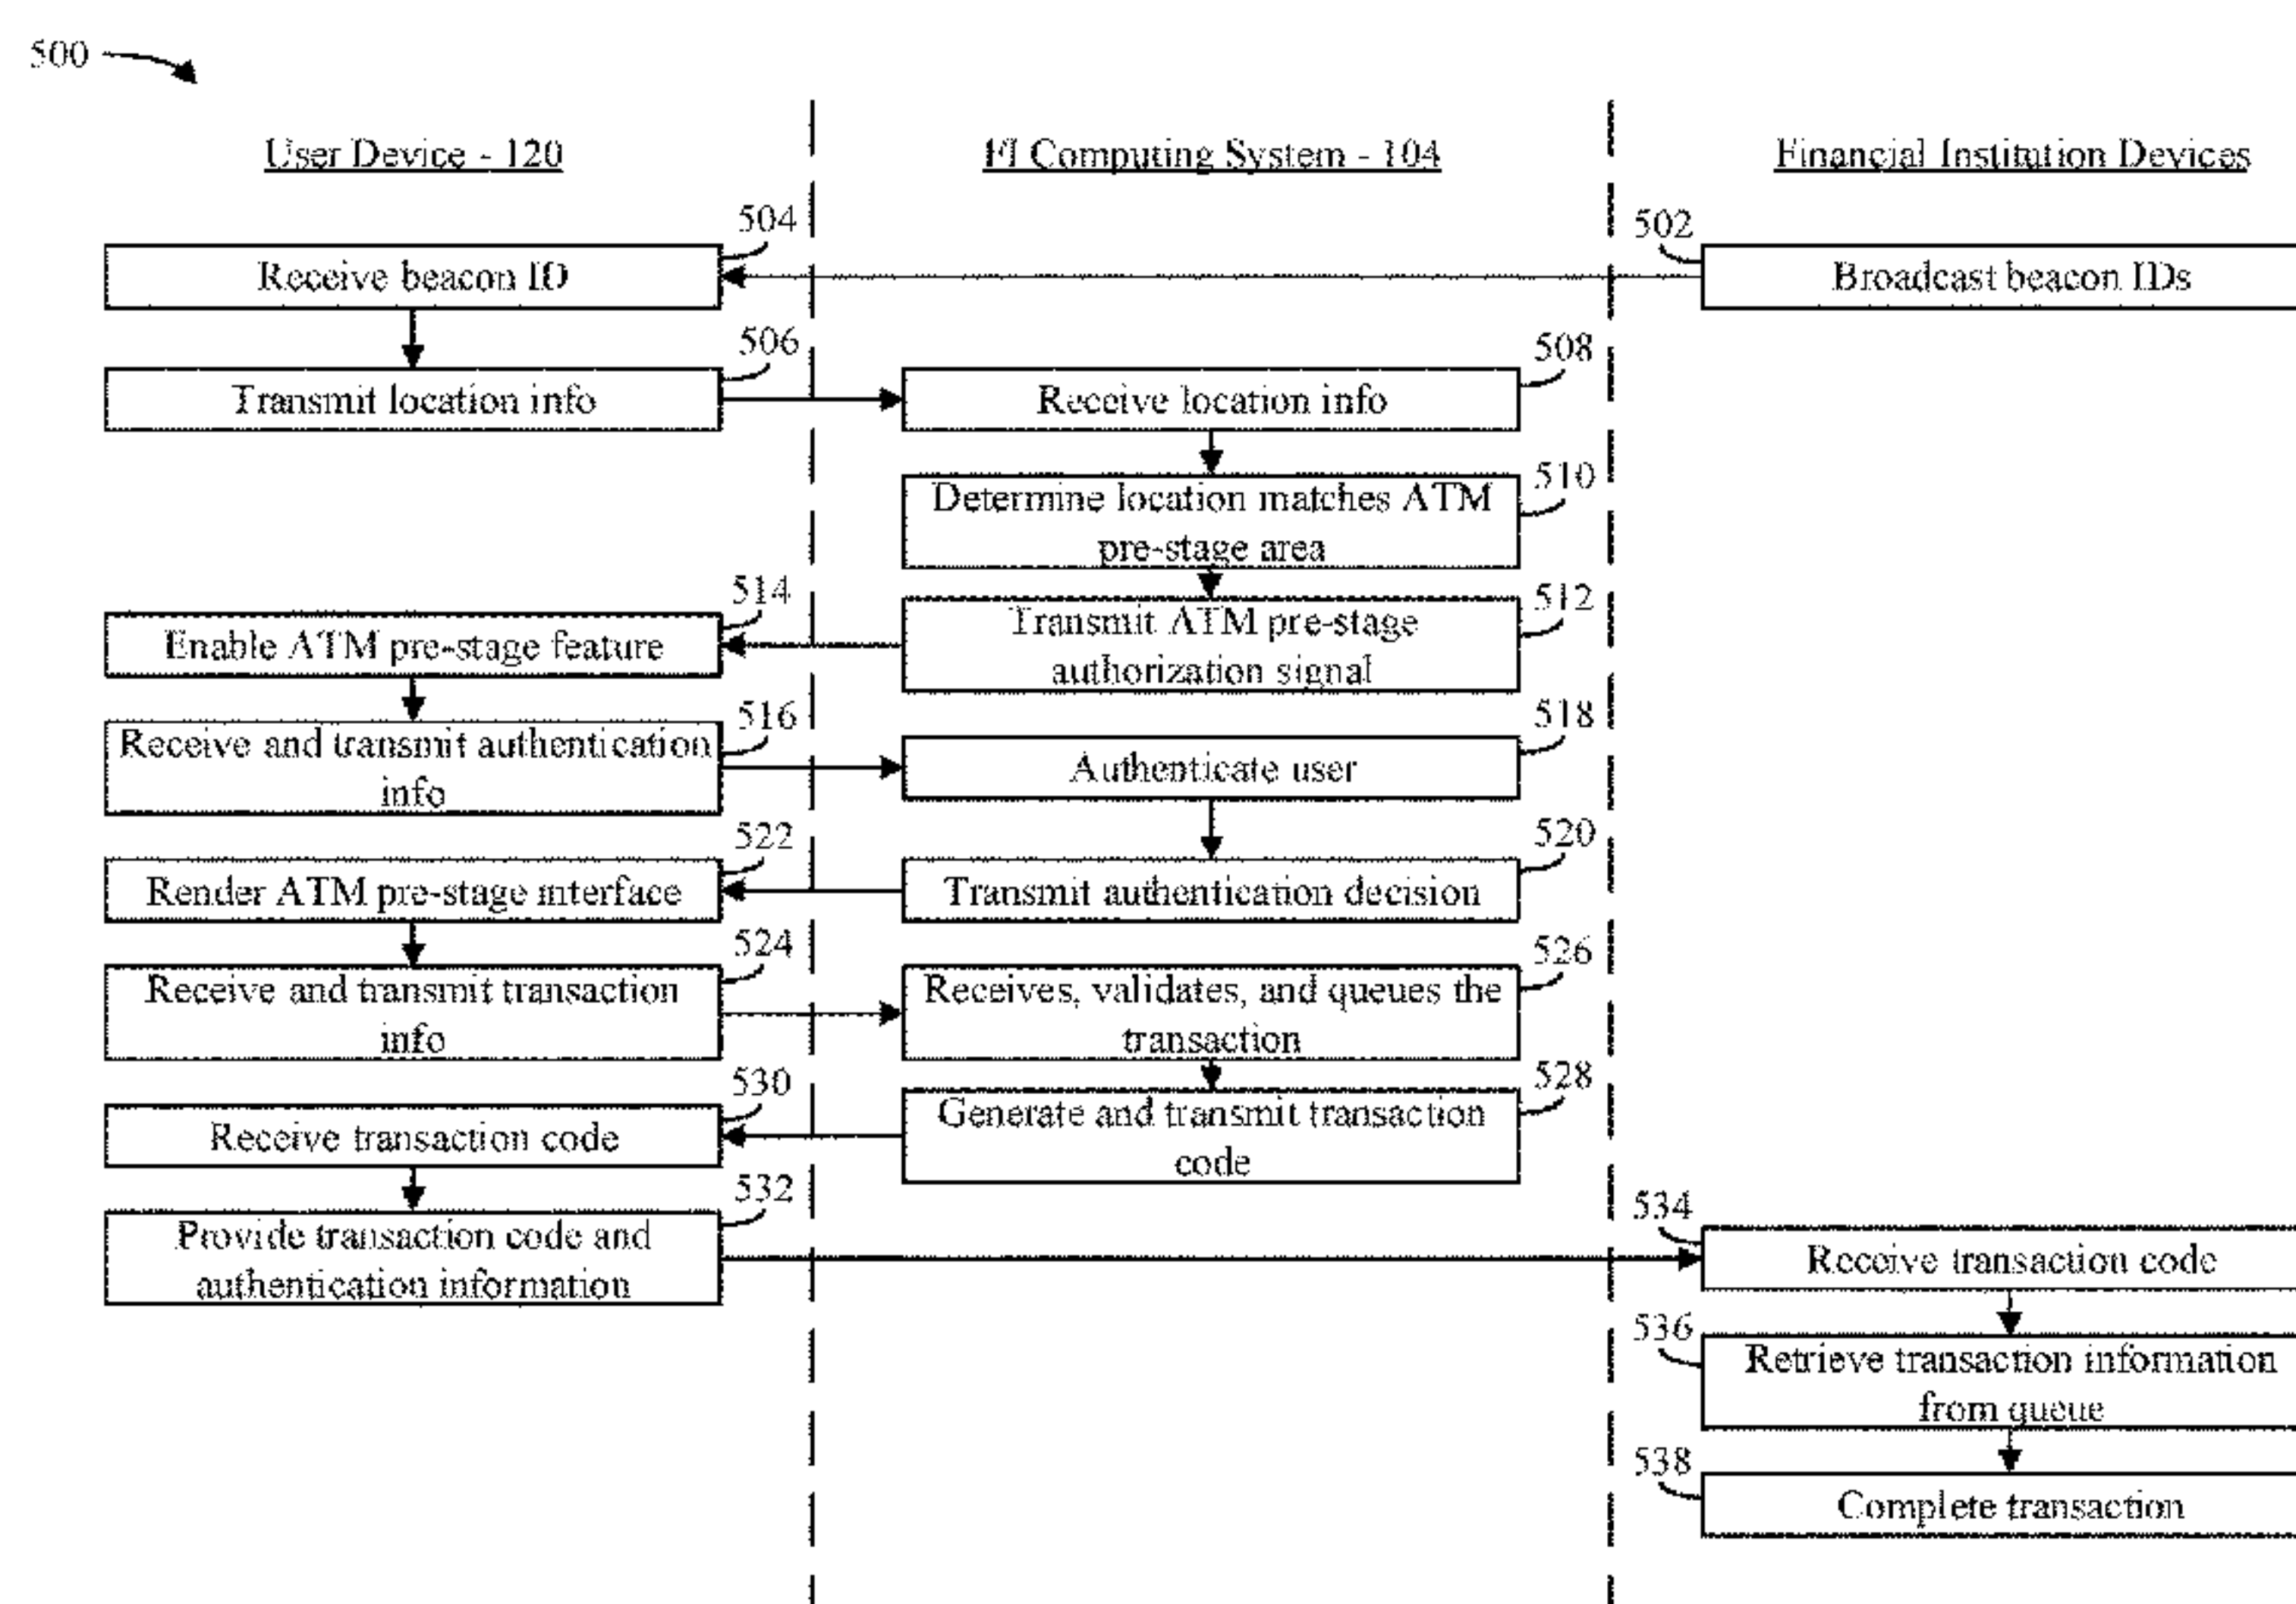 500
User Device - 120
FI Computing System - 104
Financial Institution Devices
504
502
Receive beacon ID
Broadcast beacon IDs
506
508
Transmit location info
Receive location info
510
Determine location matches ATM
pre-stage area
514
512
Enable ATM pre-stage feature
Transmit ATM pre-stage
authorization signal
516
518
Receive and transmit authentication
info
Authenticate user
522
520
Render ATM pre-stage interface
Transmit authentication decision
524
526
Receive and transmit transaction
info
Receives, validates, and queues the
transaction
530
528
Receive transaction code
Generate and transmit transaction
code
532
534
Provide transaction code and
authentication information
Receive transaction code
536
Retrieve transaction information
from queue
538
Complete transaction